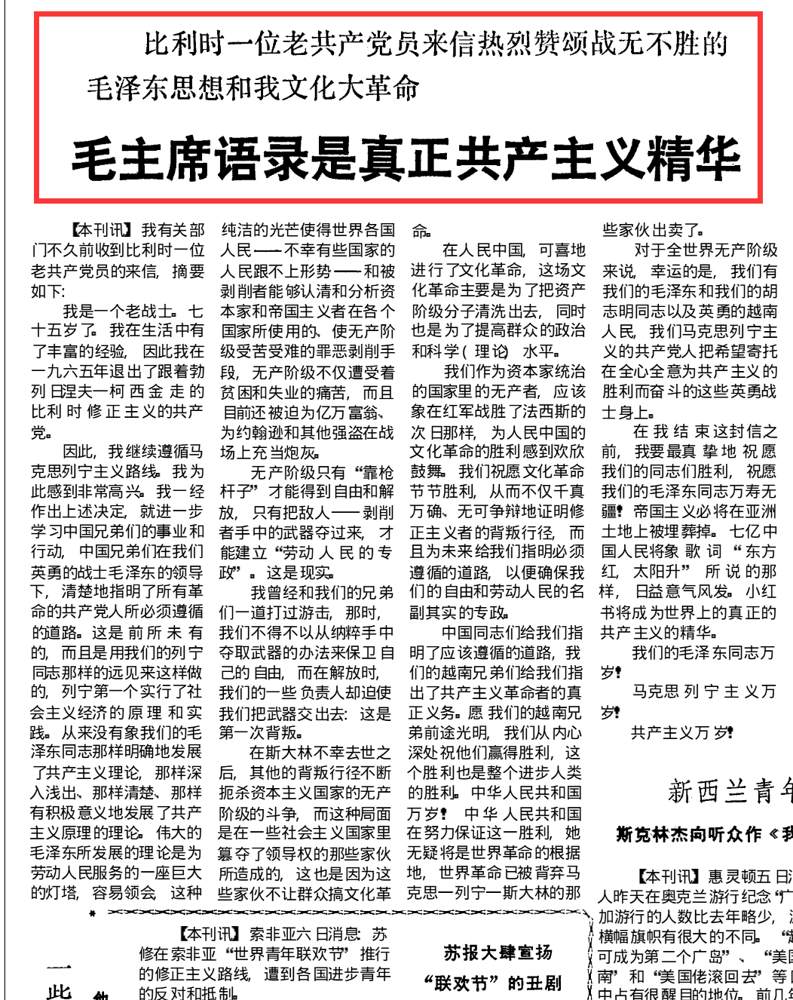 比利时一位老共产党员来信热烈赞颂战无不胜的
毛泽东思想和我文化大革命
毛主席语录是真正共产主义精华
【本刊讯】我有关部
门不久前收到比利时一位
老共产党员的来信，摘要
如下：
我是一个老战士。七
十五岁了。我在生活中有
了丰富的经验，因此我在
一九六五年退出了跟着勃
列日涅夫—柯西金走的
比利时修正主义的共产
党。
因此，我继续遵循马
克思列宁主义路线。我为
此感到非常高兴。我一经
作出上述决定，就进一步
学习中国兄弟们的事业和
行动，中国兄弟们在我们
英勇的战士毛泽东的领导
下，清楚地指明了所有革
命的共产党人所必须遵循
的道路。这是前所未有
的，而且是用我们的列宁
同志那样的远见来这样做
的，列宁第一个实行了社
会主义经济的原理和实
践。从来没有象我们的毛
泽东同志那样明确地发展
了共产主义理论，那样深
入浅出、那样清楚、那样
有积极意义地发展了共产
主义原理的理论。伟大的
毛泽东所发展的理论是为
劳动人民服务的一座巨大
的灯塔，容易领会，这种
纯洁的光芒使得世界各国
人民——不幸有些国家的
人民跟不上形势——和被
剥削者能够认清和分析资
本家和帝国主义者在各个
国家所使用的、使无产阶
级受苦受难的罪恶剥削手
段，无产阶级不仅遭受着
贫困和失业的痛苦，而且
目前还被迫为亿万富翁、
为约翰逊和其他强盗在战
场上充当炮灰。
无产阶级只有“靠枪
杆子”才能得到自由和解
放，只有把敌人——剥削
者手中的武器夺过来，才
能建立“劳动人民的专
政”。这是现实。
我曾经和我们的兄弟
们一道打过游击，那时，
我们不得不以从纳粹手中
夺取武器的办法来保卫自
己的自由，而在解放时，
我们的一些负责人却迫使
我们把武器交出去：这是
第一次背叛。
在斯大林不幸去世之
后，其他的背叛行径不断
扼杀资本主义国家的无产
阶级的斗争，而这种局面
是在一些社会主义国家里
篡夺了领导权的那些家伙
所造成的，这也是因为这
些家伙不让群众搞文化革
命。
在人民中国，可喜地
进行了文化革命，这场文
化革命主要是为了把资产
阶级分子清洗出去，同时
也是为了提高群众的政治
和科学（理论）水平。
我们作为资本家统治
的国家里的无产者，应该
象在红军战胜了法西斯的
次日那样，为人民中国的
文化革命的胜利感到欢欣
鼓舞。我们祝愿文化革命
节节胜利，从而不仅千真
万确、无可争辩地证明修
正主义者的背叛行径，而
且为未来给我们指明必须
遵循的道路，以便确保我
们的自由和劳动人民的名
副其实的专政。
中国同志们给我们指
明了应该遵循的道路，我
们的越南兄弟们给我们指
出了共产主义革命者的真
正义务。愿我们的越南兄
弟前途光明，我们从内心
深处祝他们赢得胜利，这
个胜利也是整个进步人类
的胜利。中华人民共和国
万岁！中华人民共和国
在努力保证这一胜利，她
无疑将是世界革命的根据
地，世界革命已被背弃马
克思—列宁—斯大林的那
些家伙出卖了。
对于全世界无产阶级
来说，幸运的是，我们有
我们的毛泽东和我们的胡
志明同志以及英勇的越南
人民，我们马克思列宁主
义的共产党人把希望寄托
在全心全意为共产主义的
胜利而奋斗的这些英勇战
士身上。
在我结束这封信之
前，我要最真挚地祝愿
我们的同志们胜利，祝愿
我们的毛泽东同志万寿无
疆！帝国主义必将在亚洲
土地上被埋葬掉。七亿中
国人民将象歌词“东方
红，太阳升”所说的那
样，日益意气风发。小红
书将成为世界上的真正的
共产主义的精华。
我们的毛泽东同志万
岁！
马克思列宁主义万
岁！
共产主义万岁！
新西兰青年
斯克林杰向听众作《我
【本刊讯】惠灵顿五日消
人昨天在奥克兰游行纪念“广
加游行的人数比去年略少，
横幅旗帜有很大的不同。
可成为第二个广岛”、“美国
南”和“美国佬滚回去”等
中占有很醒目的地位。前几年
【本刊讯】索非亚六日消息：苏
修在索非亚“世界青年联欢节”推行
的修正主义路线，遭到各国进步青年
的反对和抵制。
苏报大肆宣扬
“联欢节”的丑剧
一
些
他